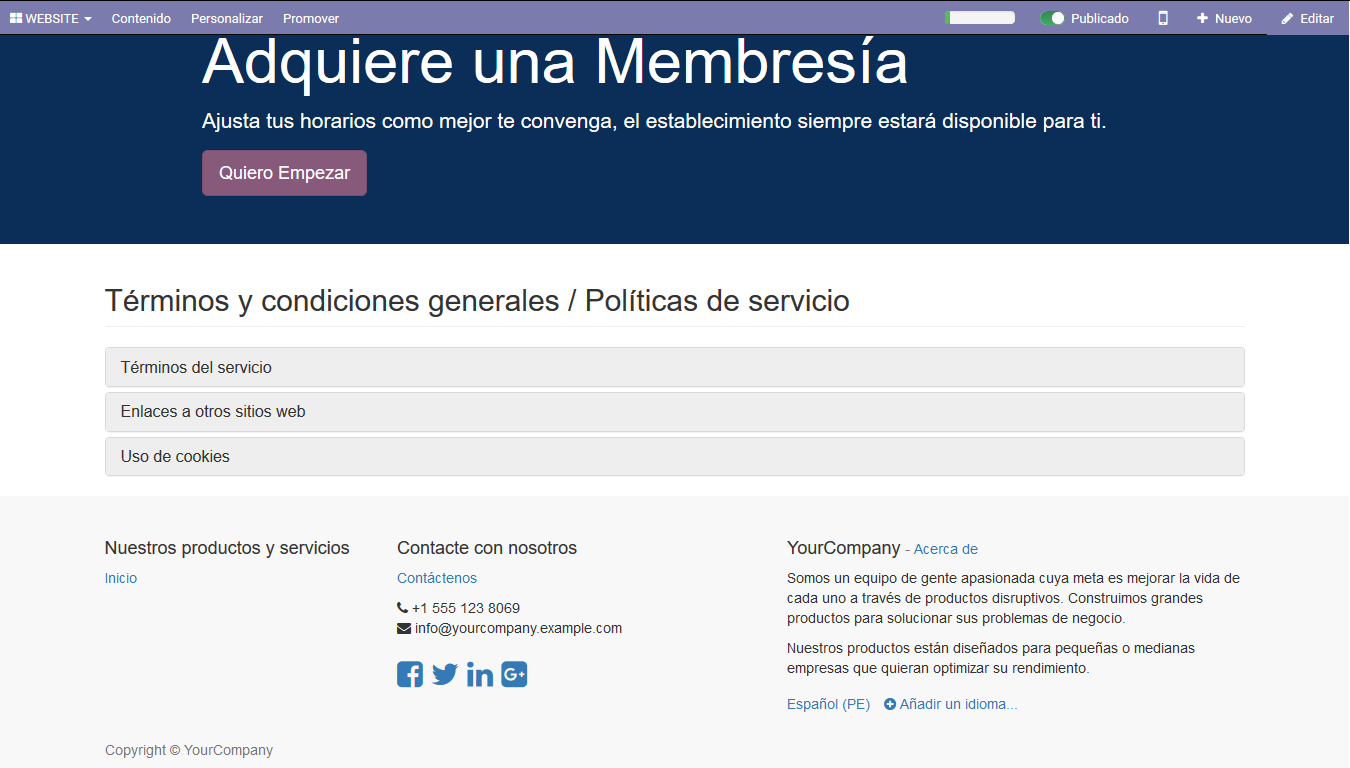 WEBSITE Contenido Personalizar Promover Publicado Nuevo Editar
Adquiere una Membresía
Ajusta tus horarios como mejor te convenga, el establecimiento siempre estará disponible para ti.
Quiero Empezar
Términos y condiciones generales / Políticas de servicio
Términos del servicio
Enlaces a otros sitios web
Uso de cookies
Nuestros productos y servicios
Inicio
Contacte con nosotros
Contáctenos
+1 555 123 8069
info@yourcompany.example.com
YourCompany - Acerca de
Somos un equipo de gente apasionada cuya meta es mejorar la vida de
cada uno a través de productos disruptivos. Construimos grandes
productos para solucionar sus problemas de negocio.
Nuestros productos están diseñados para pequeñas o medianas
empresas que quieran optimizar su rendimiento.
Español (PE) Añadir un idioma...
Copyright © YourCompany